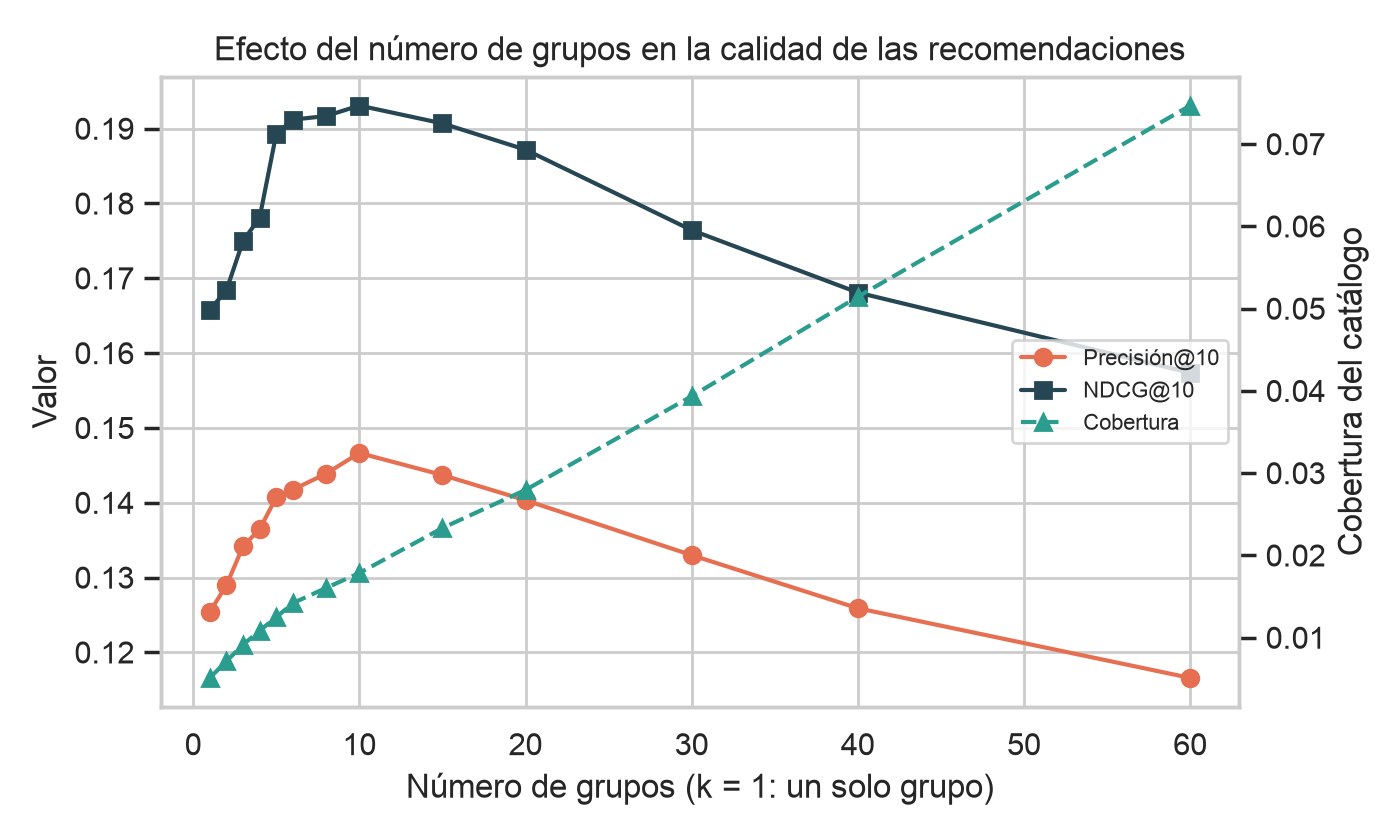 Efecto del número de grupos en la calidad de las recomendaciones
Valor
0.19
0.18
0.17
0.16
0.15
0.14
0.13
0.12
0.07
0.06
0.05
0.04
0.03
0.02
0.01
Cobertura del catálogo
Precisión@10
NDCG@10
Cobertura
0 10 20 30 40 50 60
Número de grupos (k = 1: un solo grupo)